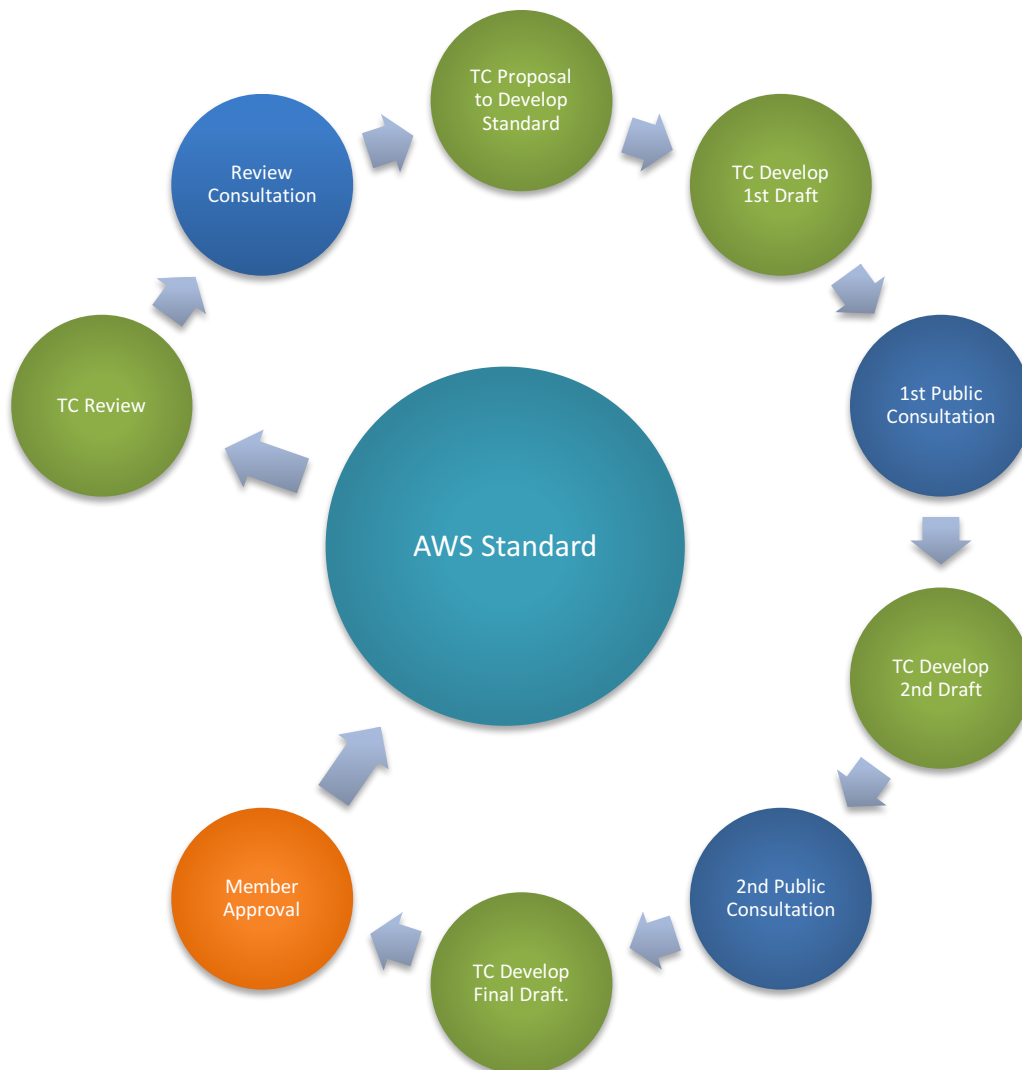 TC Proposal
to Develop
Standard
TC Develop
1st Draft
1st Public
Consultation
TC Develop
2nd Draft
2nd Public
Consultation
TC Develop
Final Draft.
Member
Approval
AWS Standard
TC Review
Review
Consultation